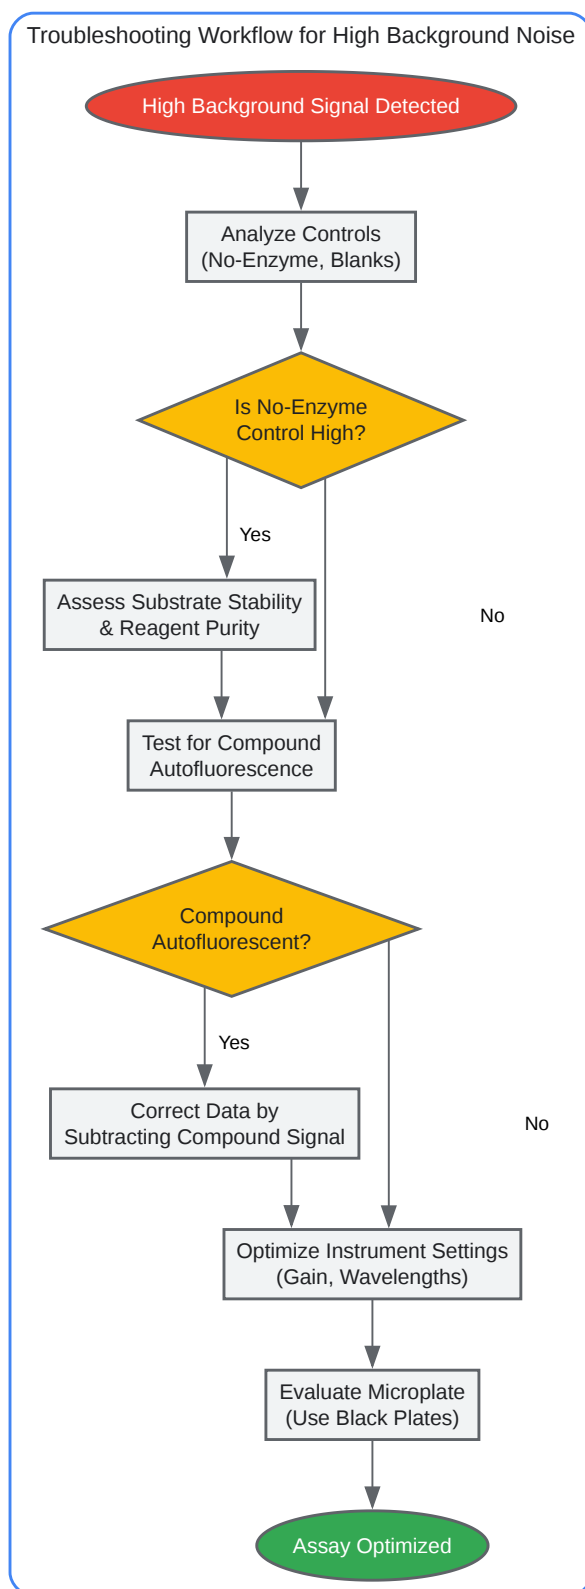 Troubleshooting Workflow for High Background Noise
High Background Signal Detected
Analyze Controls
(No-Enzyme, Blanks)
Is No-Enzyme
Control High?
Yes
No
Assess Substrate Stability
& Reagent Purity
Test for Compound
Autofluorescence
Compound
Autofluorescent?
Yes
No
Correct Data by
Subtracting Compound Signal
Optimize Instrument Settings
(Gain, Wavelengths)
Evaluate Microplate
(Use Black Plates)
Assay Optimized